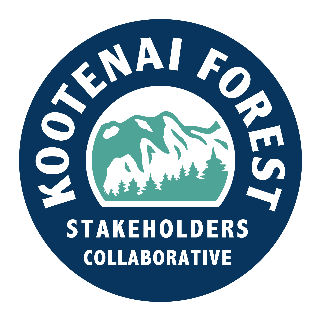 KOOTENAI FOREST
STAKEHOLDERS
COLLABORATIVE